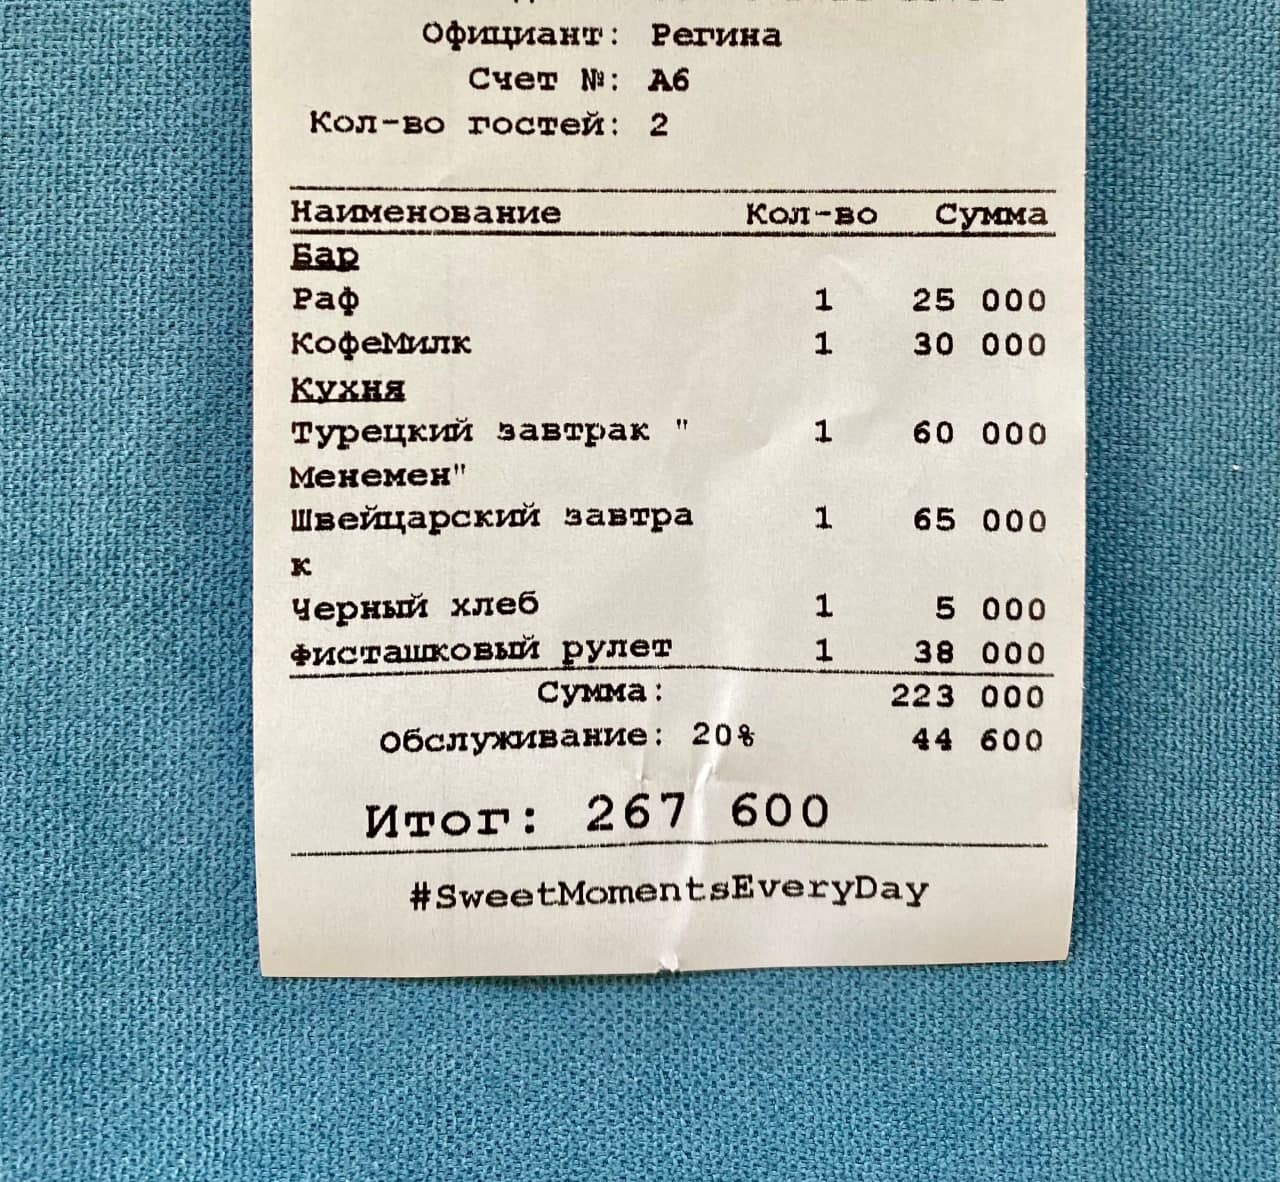 Официант: Регина
Счет №: А6
Кол-во гостей: 2
Наименование Кол-во Сумма
Бар
Раф 1 25 000
КофеМилк 1 30 000
Кухня
Турецкий завтрак " 1 60 000
Менемен"
Швейцарский завтра 1 65 000
к
Черный хлеб 1 5 000
Фисташковый рулет 1 38 000
Сумма: 223 000
Обслуживание: 20% 44 600
Итог: 267 600
#SweetMomentsEveryDay